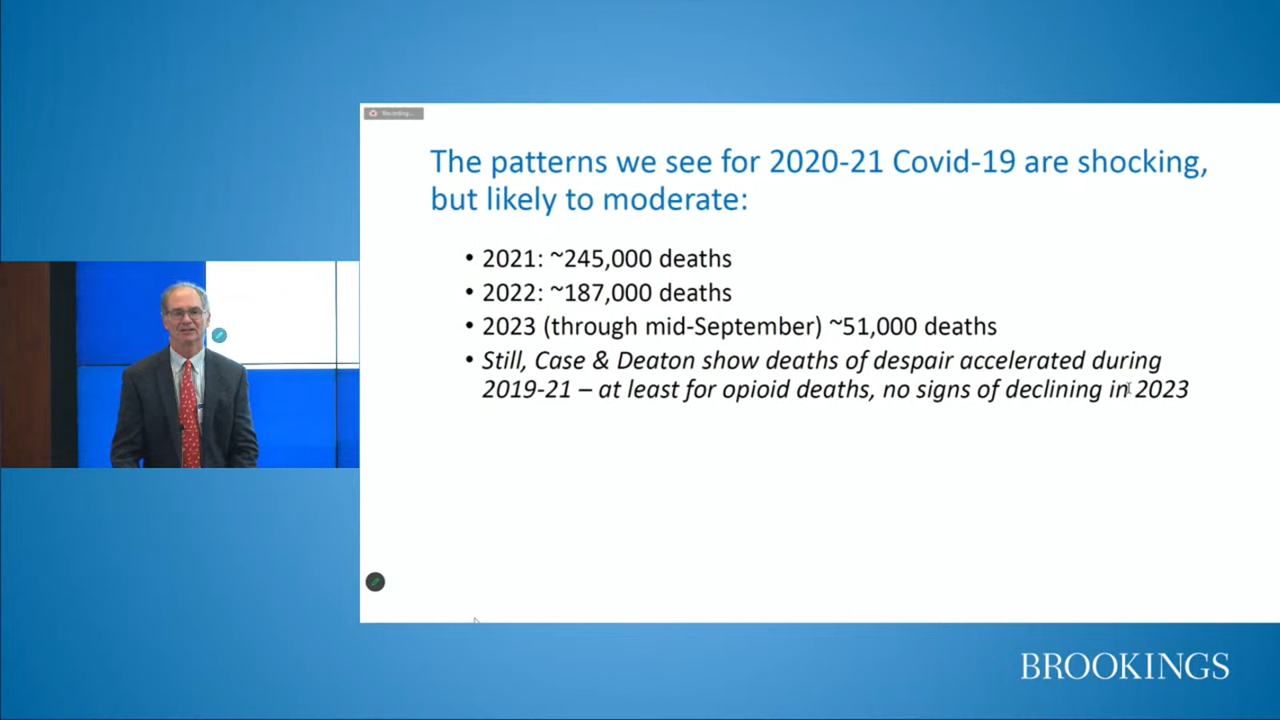 Recording...
The patterns we see for 2020-21 Covid-19 are shocking,
but likely to moderate:
• 2021: ~245,000 deaths
• 2022: ~187,000 deaths
• 2023 (through mid-September) ~51,000 deaths
• Still, Case & Deaton show deaths of despair accelerated during
2019-21 – at least for opioid deaths, no signs of declining in 2023
BROOKINGS